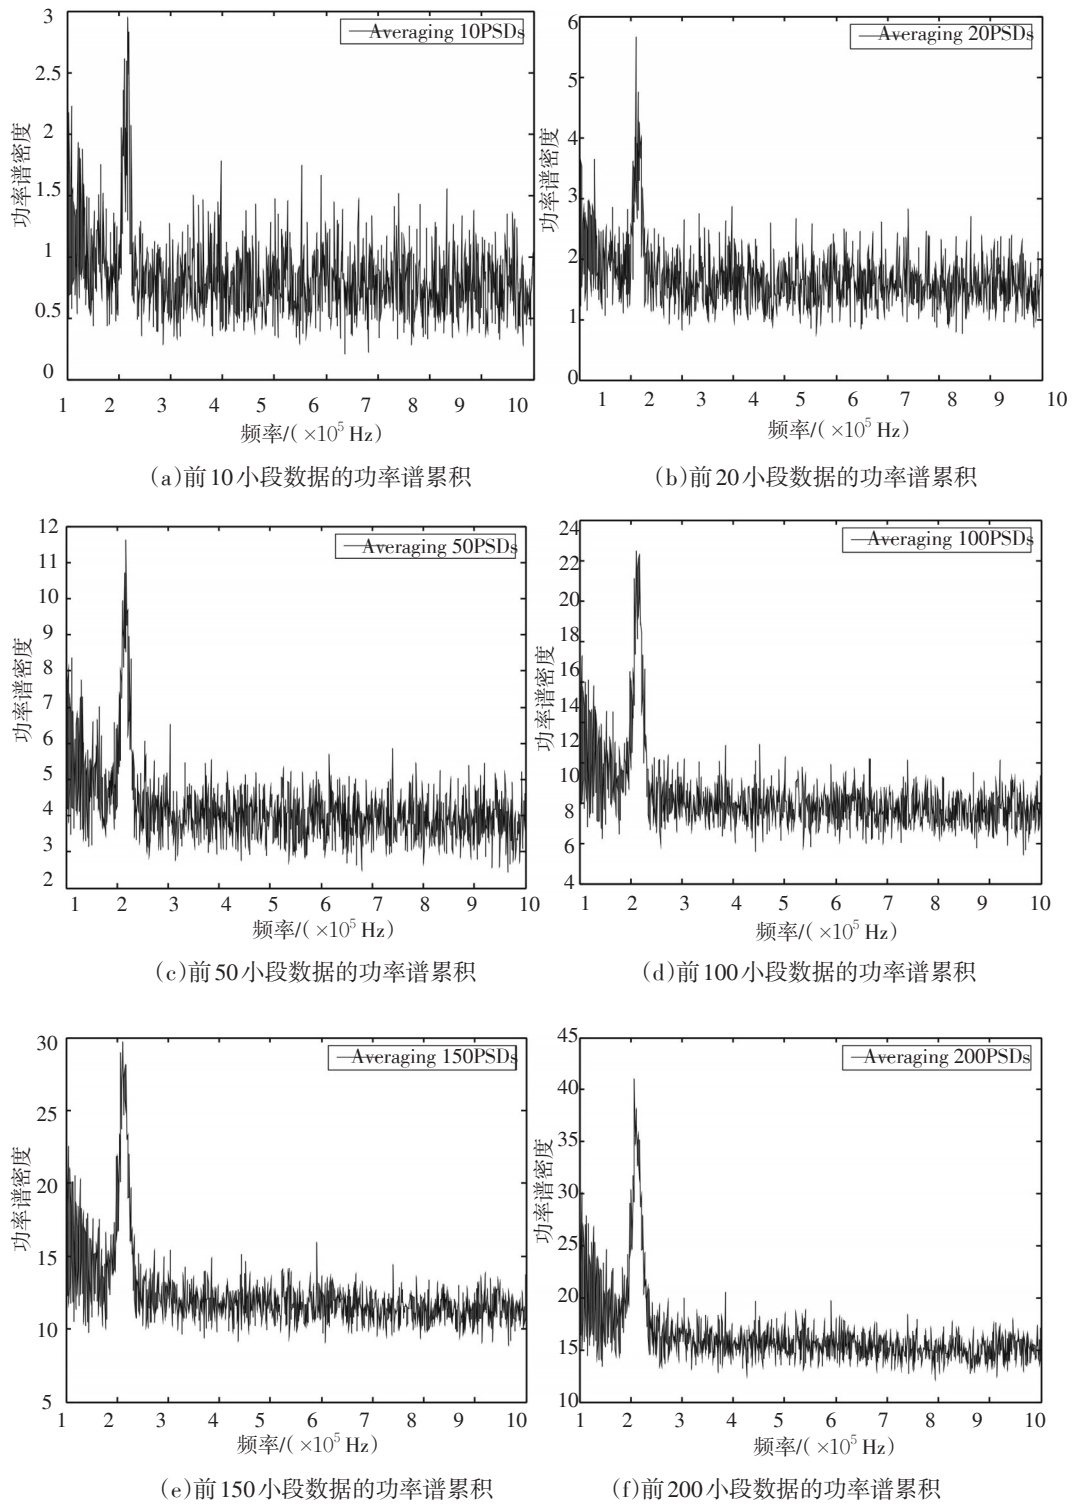 Averaging 10PSDs
3
2.5
2
1.5
1
0.5
0
功率谱密度
1 2 3 4 5 6 7 8 9 10
频率/(×10⁵ Hz)
(a)前10小段数据的功率谱累积
Averaging 20PSDs
6
5
4
3
2
1
0
功率谱密度
1 2 3 4 5 6 7 8 9 10
频率/(×10⁵ Hz)
(b)前20小段数据的功率谱累积
Averaging 50PSDs
12
11
10
9
8
7
6
5
4
3
2
功率谱密度
1 2 3 4 5 6 7 8 9 10
频率/(×10⁵ Hz)
(c)前50小段数据的功率谱累积
Averaging 100PSDs
24
22
20
18
16
14
12
10
8
6
4
功率谱密度
1 2 3 4 5 6 7 8 9 10
频率/(×10⁵ Hz)
(d)前100小段数据的功率谱累积
Averaging 150PSDs
30
25
20
15
10
5
功率谱密度
1 2 3 4 5 6 7 8 9 10
频率/(×10⁵ Hz)
(e)前150小段数据的功率谱累积
Averaging 200PSDs
45
40
35
30
25
20
15
10
功率谱密度
1 2 3 4 5 6 7 8 9 10
频率/(×10⁵ Hz)
(f)前200小段数据的功率谱累积